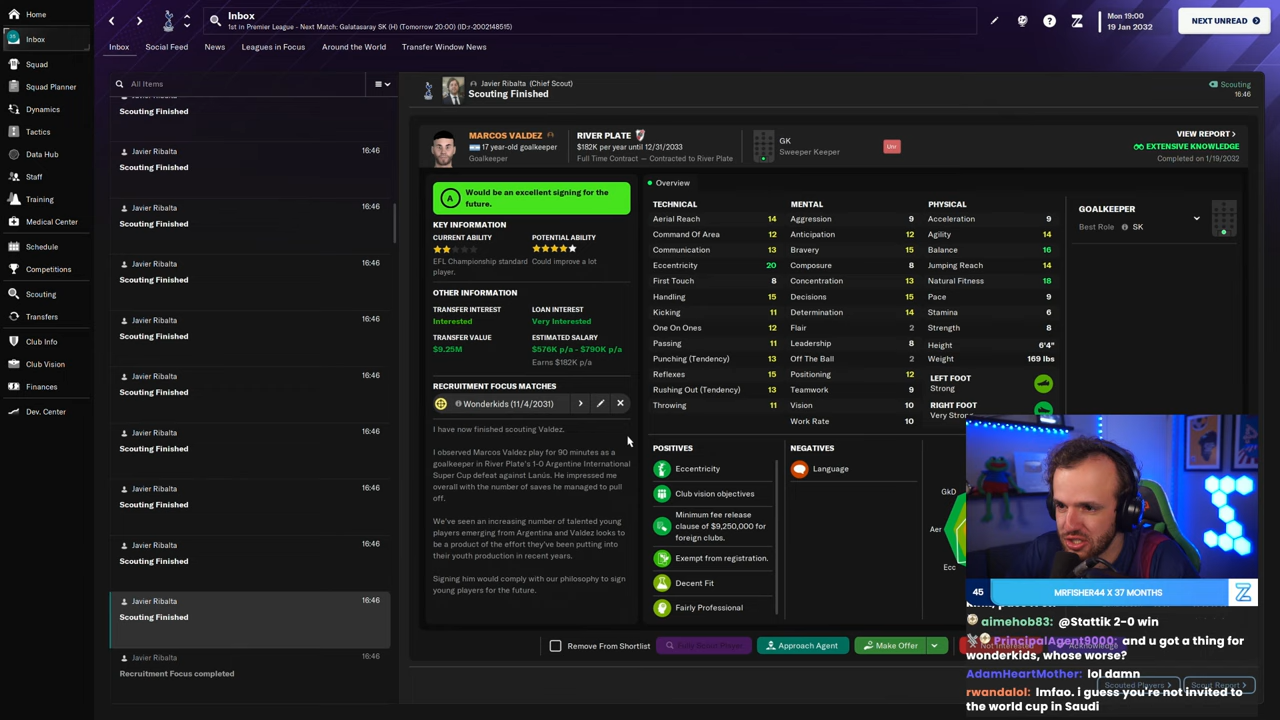 Home
Inbox
Squad
Squad Planner
Dynamics
Tactics
Data Hub
Staff
Training
Medical Center
Schedule
Competitions
Scouting
Transfers
Club Info
Club Vision
Finances
Dev. Center
Inbox
1st in Premier League - Next Match: Galatasaray SK (H) (Tomorrow 20:00) (ID:r-2002148515)
Mon 19:00
19 Jan 2032
NEXT UNREAD
Inbox
Social Feed
News
Leagues in Focus
Around the World
Transfer Window News
All Items
Javier Ribalta
Scouting Finished
Javier Ribalta 16:46
Scouting Finished
Javier Ribalta 16:46
Scouting Finished
Javier Ribalta 16:46
Scouting Finished
Javier Ribalta 16:46
Scouting Finished
Javier Ribalta 16:46
Scouting Finished
Javier Ribalta 16:46
Scouting Finished
Javier Ribalta 16:46
Scouting Finished
Javier Ribalta 16:46
Scouting Finished
Javier Ribalta 16:46
Scouting Finished
Javier Ribalta 16:46
Recruitment Focus completed
Javier Ribalta (Chief Scout)
Scouting Finished
Scouting
16:46
MARCOS VALDEZ
17 year-old goalkeeper
Goalkeeper
RIVER PLATE
$182K per year until 12/31/2033
Full Time Contract — Contracted to River Plate
GK
Sweeper Keeper
Unr
VIEW REPORT
EXTENSIVE KNOWLEDGE
Completed on 1/19/2032
A
Would be an excellent signing for the
future.
KEY INFORMATION
CURRENT ABILITY
EFL Championship standard
player.
POTENTIAL ABILITY
Could improve a lot
OTHER INFORMATION
TRANSFER INTEREST
Interested
LOAN INTEREST
Very Interested
TRANSFER VALUE
$9.25M
ESTIMATED SALARY
$576K p/a - $790K p/a
Earns $182K p/a
RECRUITMENT FOCUS MATCHES
Wonderkids (11/4/2031)
I have now finished scouting Valdez.
I observed Marcos Valdez play for 90 minutes as a
goalkeeper in River Plate's 1-0 Argentine International
Super Cup defeat against Lanús. He impressed me
overall with the number of saves he managed to pull
off.
We've seen an increasing number of talented young
players emerging from Argentina and Valdez looks to
be a product of the effort they've been putting into
their youth production in recent years.
Signing him would comply with our philosophy to sign
young players for the future.
Overview
TECHNICAL
Aerial Reach 14
Command Of Area 12
Communication 13
Eccentricity 20
First Touch 8
Handling 15
Kicking 11
One On Ones 12
Passing 11
Punching (Tendency) 13
Reflexes 15
Rushing Out (Tendency) 13
Throwing 11
MENTAL
Aggression 9
Anticipation 12
Bravery 15
Composure 8
Concentration 13
Decisions 15
Determination 14
Flair 2
Leadership 8
Off The Ball 2
Positioning 12
Teamwork 9
Vision 10
Work Rate 10
PHYSICAL
Acceleration 9
Agility 14
Balance 16
Jumping Reach 14
Natural Fitness 18
Pace 9
Stamina 6
Strength 8
Height 6'4"
Weight 169 lbs
LEFT FOOT
Strong
RIGHT FOOT
Very Strong
GOALKEEPER
Best Role SK
POSITIVES
Eccentricity
Club vision objectives
Minimum fee release
clause of $9,250,000 for
foreign clubs.
Exempt from registration.
Decent Fit
Fairly Professional
NEGATIVES
Language
GkD
Aer
Ecc
Remove From Shortlist
Approach Agent
Make Offer
Not Interested
Acknowledge
Scouted Players
Scout Report
45 MRFISHER44 X 37 MONTHS
aimehob83: @Stattik 2-0 win
PrincipalAgent9000: and u got a thing for
wonderkids, whose worse?
AdamHeartMother: lol damn
rwandalol: lmfao. i guess you're not invited to
the world cup in Saudi